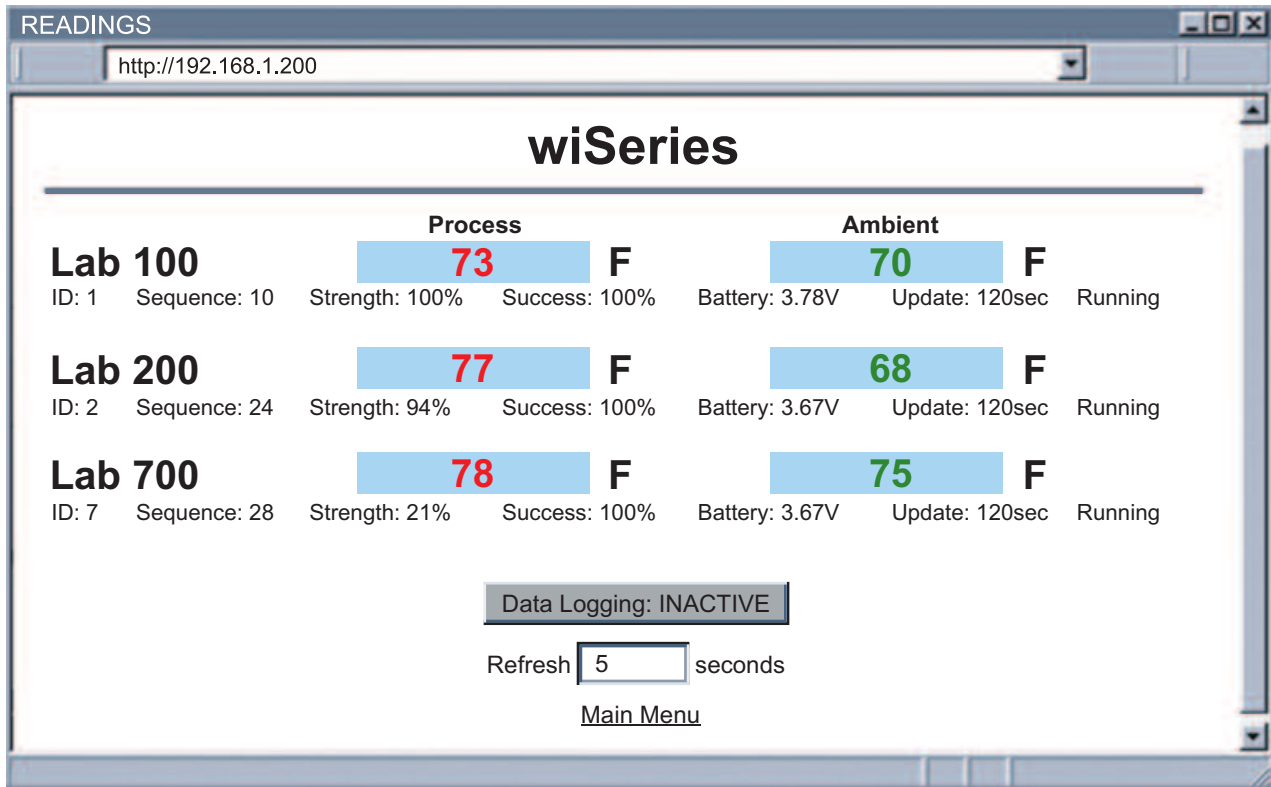 READINGS
http://192.168.1.200
wiSeries
Process Ambient
Lab 100 73 F 70 F
ID: 1 Sequence: 10 Strength: 100% Success: 100% Battery: 3.78V Update: 120sec Running
Lab 200 77 F 68 F
ID: 2 Sequence: 24 Strength: 94% Success: 100% Battery: 3.67V Update: 120sec Running
Lab 700 78 F 75 F
ID: 7 Sequence: 28 Strength: 21% Success: 100% Battery: 3.67V Update: 120sec Running
Data Logging: INACTIVE
Refresh 5 seconds
Main Menu